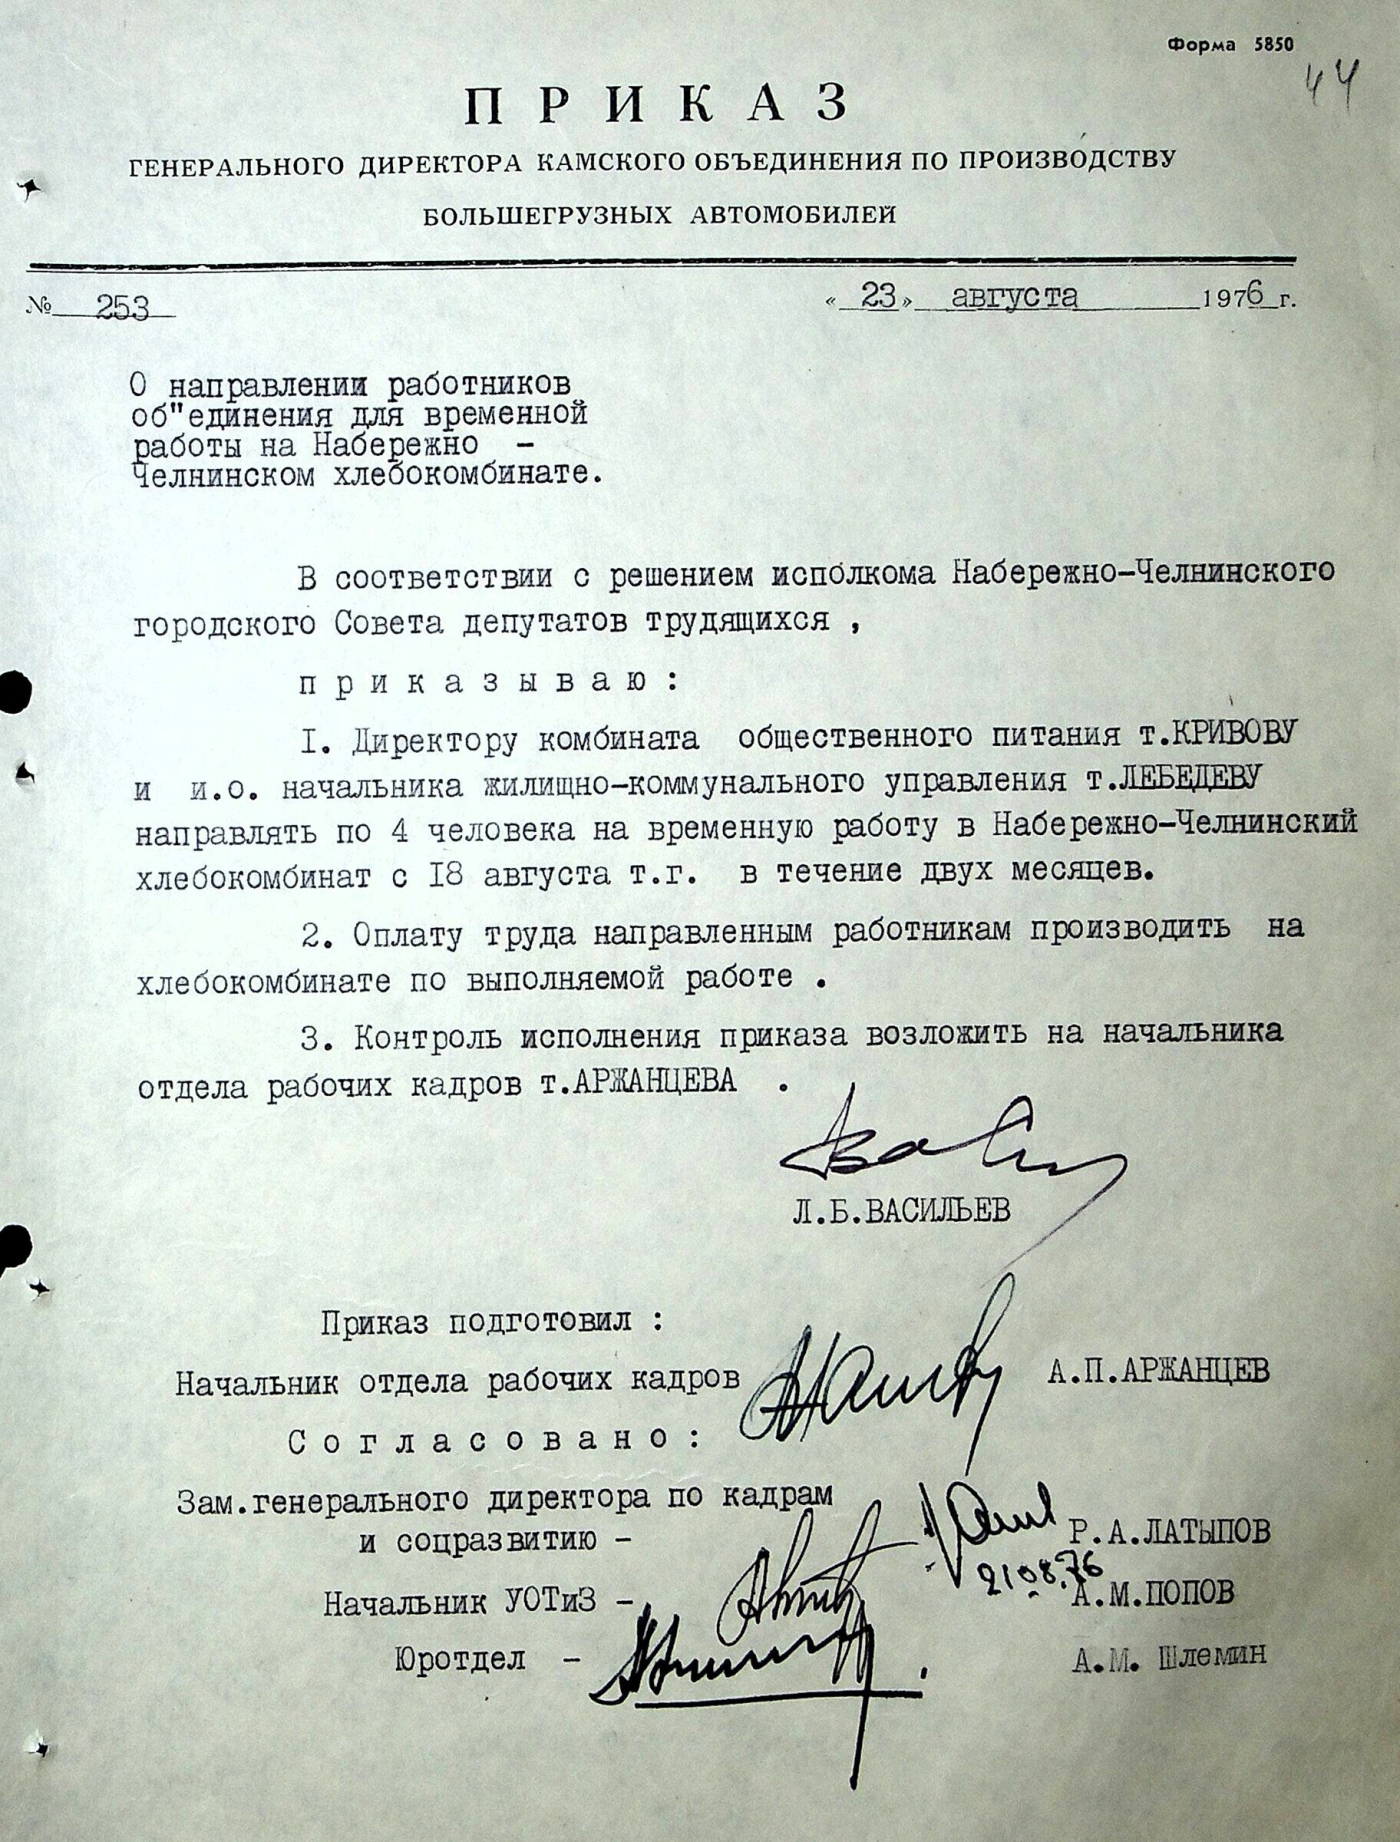 Форма 5850
44
ПРИКАЗ
ГЕНЕРАЛЬНОГО ДИРЕКТОРА КАМСКОГО ОБЪЕДИНЕНИЯ ПО ПРОИЗВОДСТВУ
БОЛЬШЕГРУЗНЫХ АВТОМОБИЛЕЙ
№ 253 « 23 » августа 1976 г.
О направлении работников
об"единения для временной
работы на Набережно -
Челнинском хлебокомбинате.
В соответствии с решением исполкома Набережно-Челнинского
городского Совета депутатов трудящихся ,
п р и к а з ы в а ю :
I. Директору комбината общественного питания т.КРИВОВУ
и и.о. начальника жилищно-коммунального управления т.ЛЕБЕДЕВУ
направлять по 4 человека на временную работу в Набережно-Челнинский
хлебокомбинат с I8 августа т.г. в течение двух месяцев.
2. Оплату труда направленным работникам производить на
хлебокомбинате по выполняемой работе .
3. Контроль исполнения приказа возложить на начальника
отдела рабочих кадров т.АРЖАНЦЕВА .
Л.Б.ВАСИЛЬЕВ
Приказ подготовил :
Начальник отдела рабочих кадров А.П.АРЖАНЦЕВ
С о г л а с о в а н о :
Зам.генерального директора по кадрам
и соцразвитию - Р.А.ЛАТЫПОВ
21.08.76
Начальник УОТиЗ - А.М.ПОПОВ
Юротдел - А.М. Шлемин